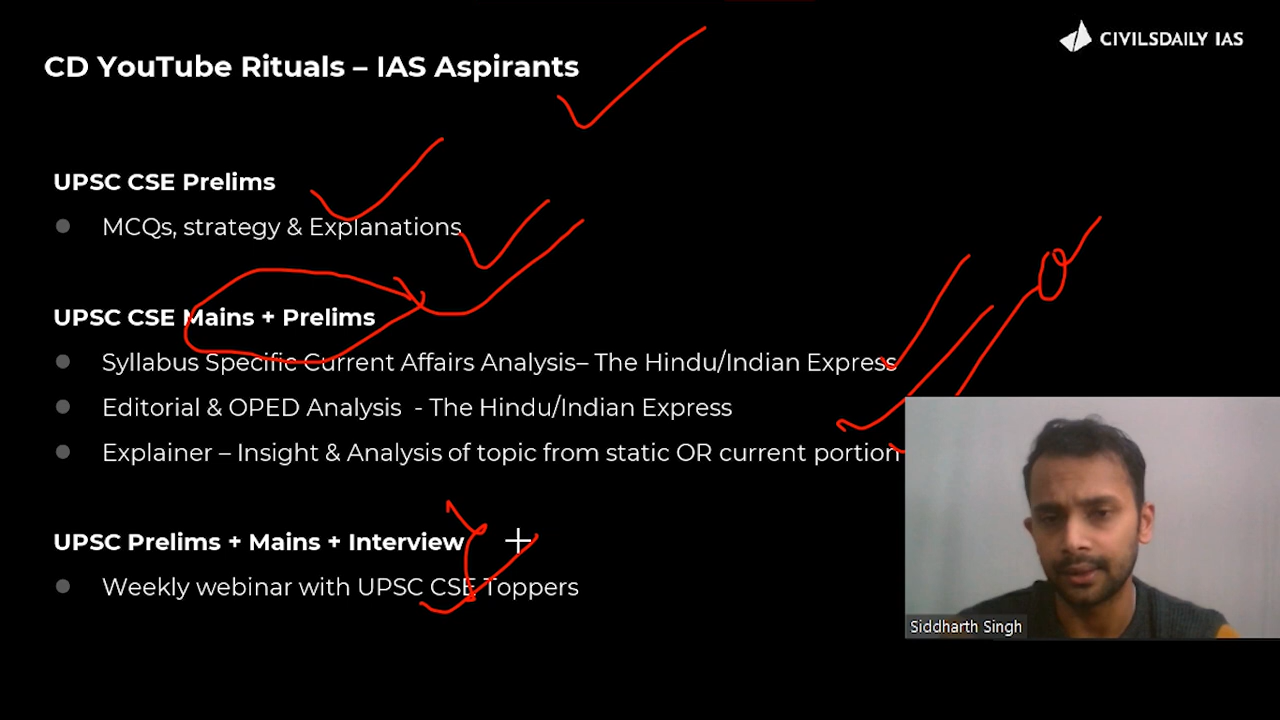 CIVILSDAILY IAS
CD YouTube Rituals – IAS Aspirants
UPSC CSE Prelims
MCQs, strategy & Explanations
UPSC CSE Mains + Prelims
Syllabus Specific Current Affairs Analysis– The Hindu/Indian Express
Editorial & OPED Analysis - The Hindu/Indian Express
Explainer – Insight & Analysis of topic from static OR current portion
UPSC Prelims + Mains + Interview
Weekly webinar with UPSC CSE Toppers
Siddharth Singh